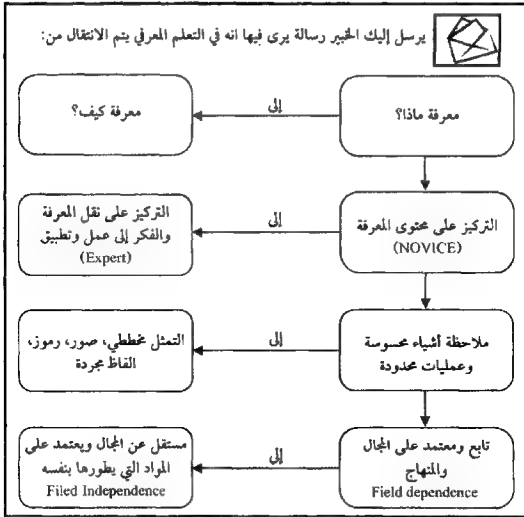 يرسل إليك الخبير رسالة يرى فيها انه في التعلم المعرفي يتم الانتقال من:
معرفة ماذا؟
إلى
معرفة كيف؟
التركيز على محتوى المعرفة
(NOVICE)
إلى
التركيز على نقل المعرفة
والفكر إلى عمل وتطبيق
(Expert)
ملاحظة أشياء محسوسة
وعمليات محدودة
إلى
التمثل مخططي، صور، رموز،
الفاظ مجردة
تابع ومعتمد على المجال
والمنهاج
Field dependence
إلى
مستقل عن المجال ويعتمد على
المواد التي يطورها بنفسه
Filed Independence